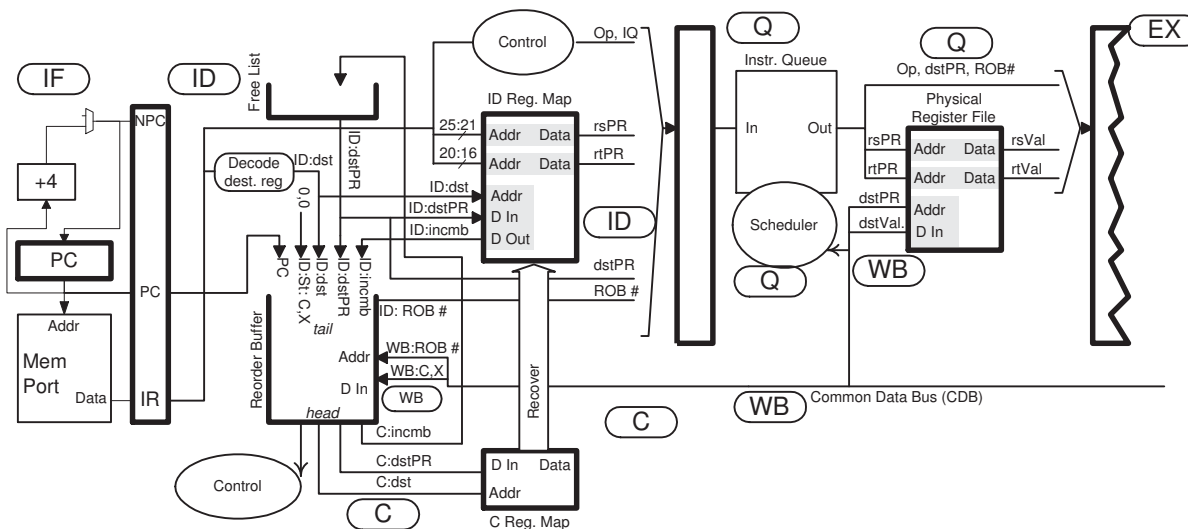 IF
ID
NPC
+4
PC
PC
Addr
Mem
Port
Data
IR
Free List
ID:dstPR
Decode
dest. reg
ID:dst
0,0
Control
Op, IQ
25:21
20:16
ID Reg. Map
Addr
Data
rsPR
Addr
Data
rtPR
ID:dst
Addr
ID:dstPR
D In
ID:incmb
D Out
ID
dstPR
ROB #
PC
ID:St: C,X
ID:dst
ID:dstPR
ID:incmb
tail
ID: ROB #
Reorder Buffer
Addr
WB:ROB #
D In
WB:C,X
WB
head
C:incmb
C:dstPR
C:dst
Control
C
Recover
D In
Data
Addr
C Reg. Map
C
Q
Instr. Queue
In
Out
Scheduler
Q
Q
Op, dstPR, ROB#
Physical
Register File
rsPR
Addr
Data
rsVal
rtPR
Addr
Data
rtVal
dstPR
Addr
dstVal.
D In
WB
WB
Common Data Bus (CDB)
EX